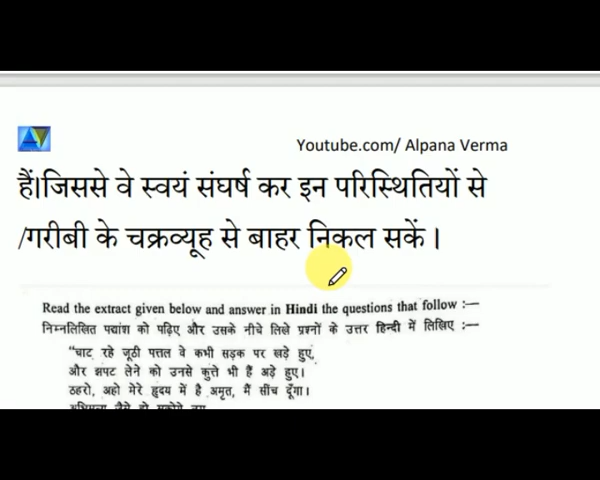 Youtube.com/ Alpana Verma
हैं।जिससे वे स्वयं संघर्ष कर इन परिस्थितियों से
/गरीबी के चक्रव्यूह से बाहर निकल सकें ।
Read the extract given below and answer in Hindi the questions that follow :—
निम्नलिखित पद्यांश को पढ़िए और उसके नीचे लिखे प्रश्नों के उत्तर हिन्दी में लिखिए :—
"चाट रहे जूठी पत्तल वे कभी सड़क पर खड़े हुए,
और झपट लेने को उनसे कुत्ते भी हैं अड़े हुए।
ठहरो, अहो मेरे हृदय में है अमृत, मैं सींच दूँगा।